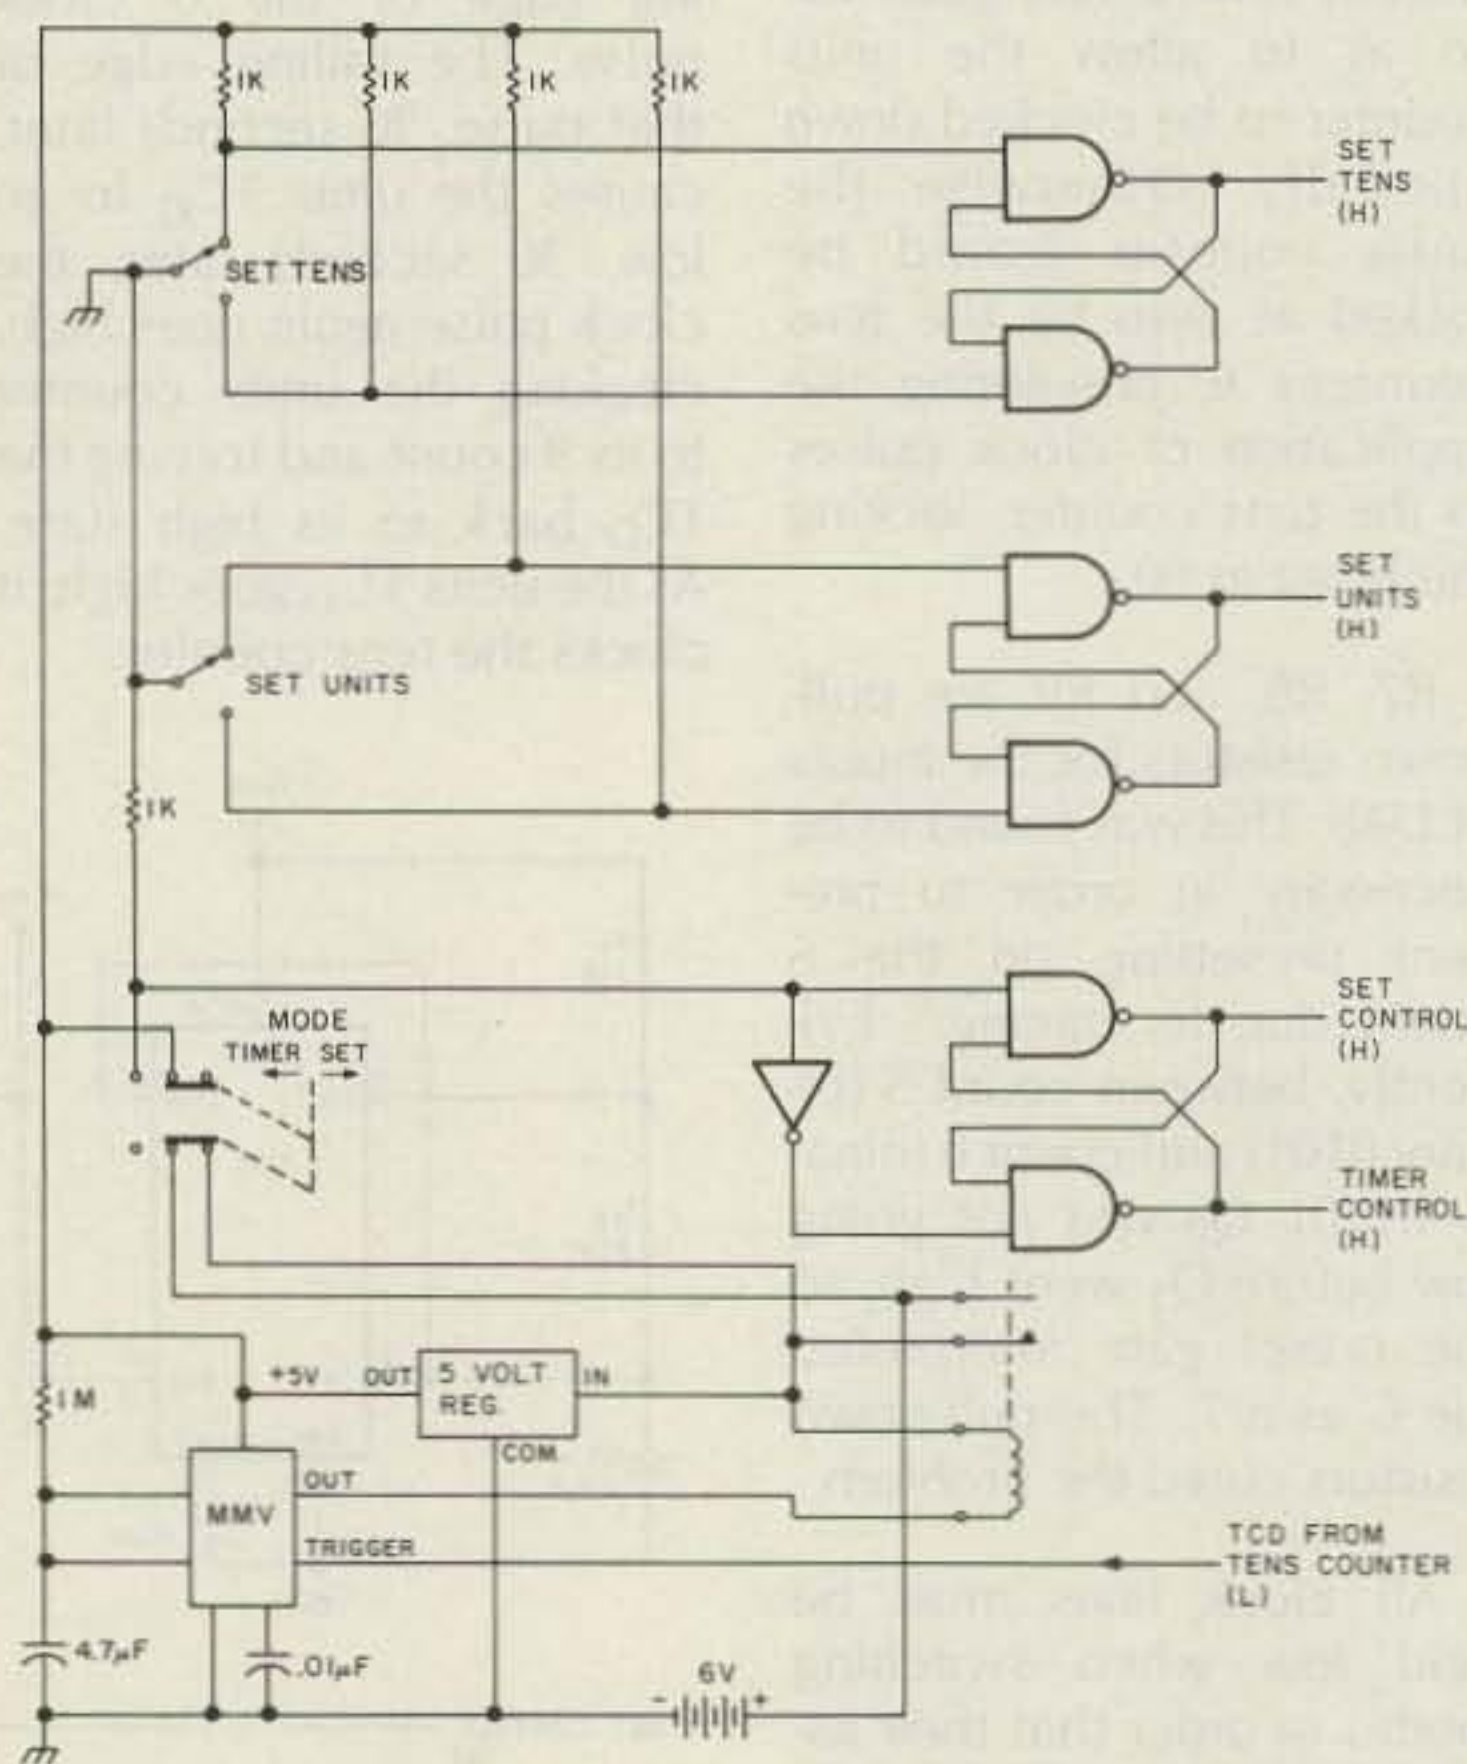 1K
1K
1K
1K
SET
TENS
(H)
SET TENS
SET
UNITS
(H)
SET UNITS
1K
SET
CONTROL
(H)
MODE
TIMER SET
TIMER
CONTROL
(H)
+5V
OUT
5 VOLT
REG.
IN
1M
COM.
OUT
MMV
TRIGGER
TCD FROM
TENS COUNTER
(L)
4.7µF
.01µF
6V
- +